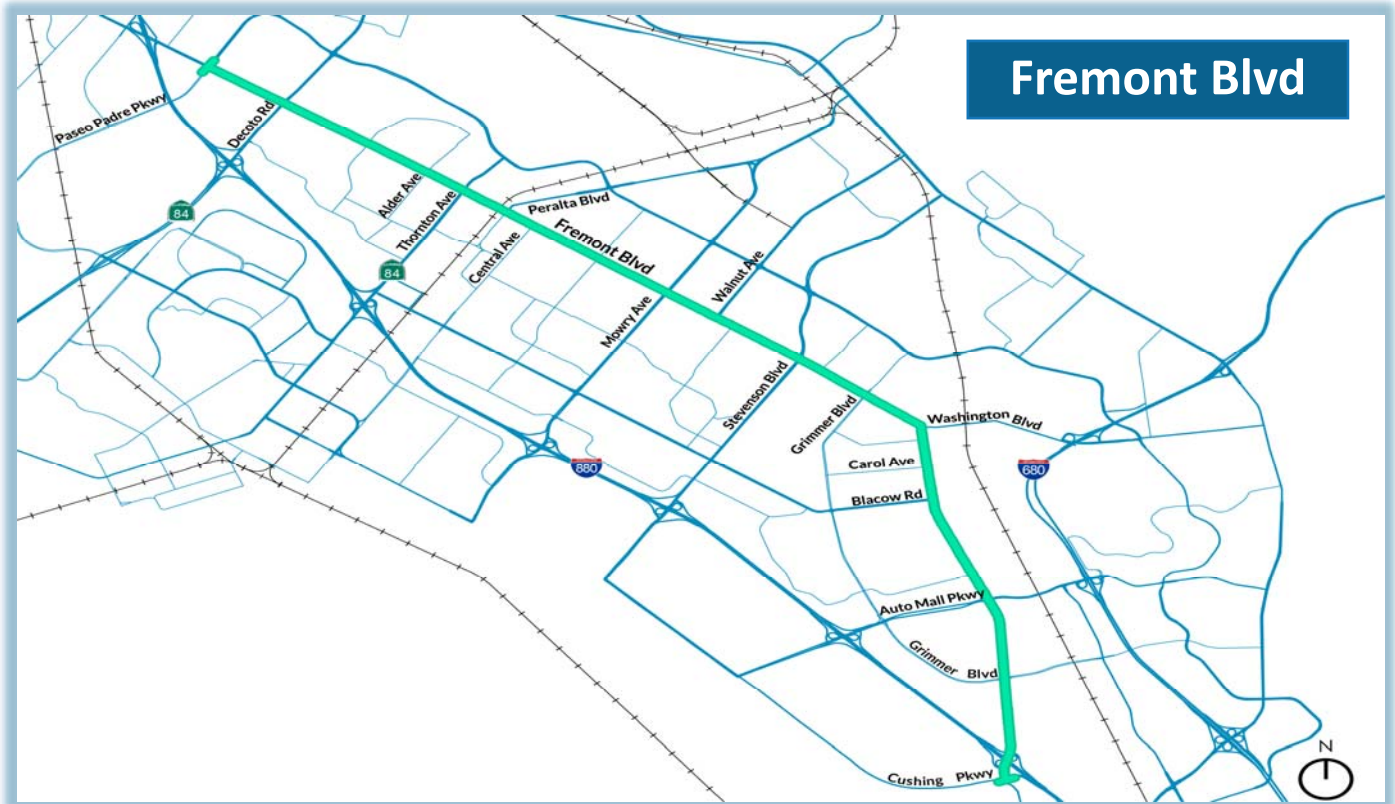 Fremont Blvd
Paseo Padre Pkwy
Decoto Rd
84
Alder Ave
Thornton Ave
84
Central Ave
Peralta Blvd
Fremont Blvd
Mowry Ave
Walnut Ave
Stevenson Blvd
Grimmer Blvd
Washington Blvd
Carol Ave
880
680
Blacow Rd
Auto Mall Pkwy
Grimmer Blvd
Cushing Pkwy
N